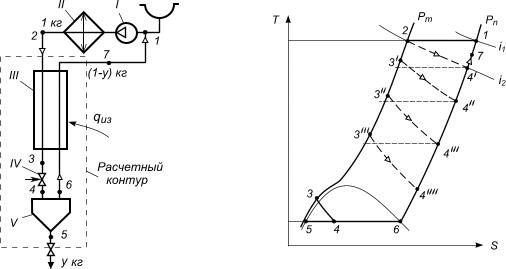 II
I
1 кг
2
1
7
(1-y) кг
III
qиз
3
IV
4
6
Расчетный
контур
V
5
y кг
T
Pm
Pn
2
1
i1
7
3'
4'
i2
3''
4''
3'''
4'''
4''''
3
5
4
6
S